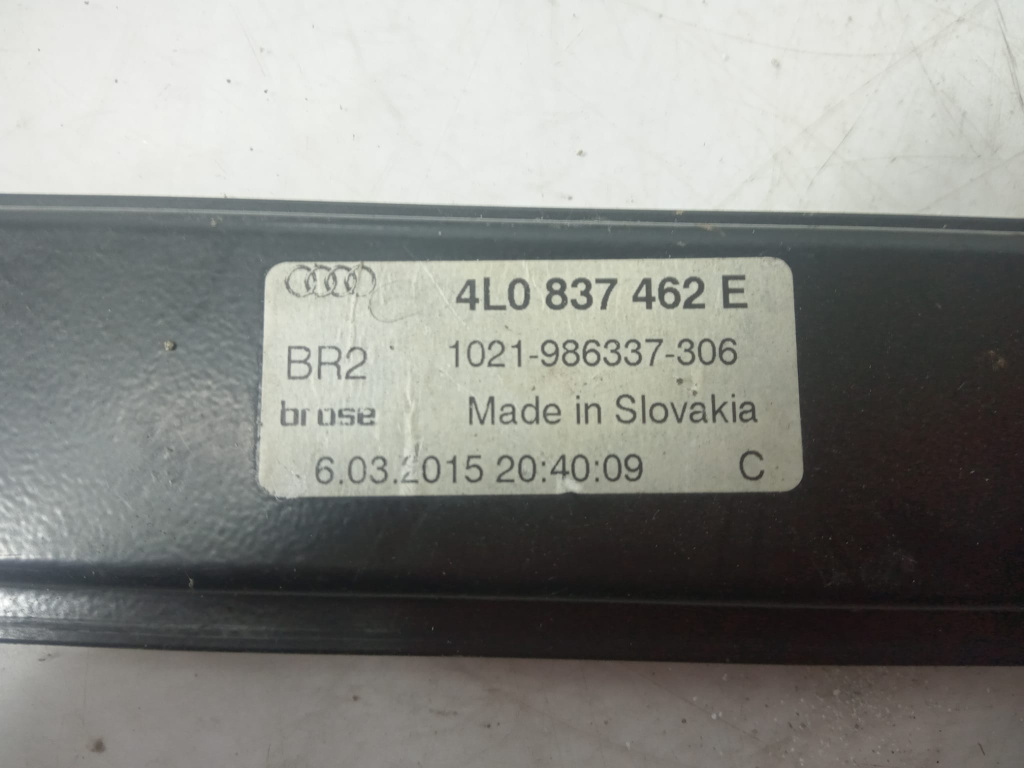 4L0 837 462 E
BR2 1021-986337-306
brose Made in Slovakia
6.03.2015 20:40:09 C